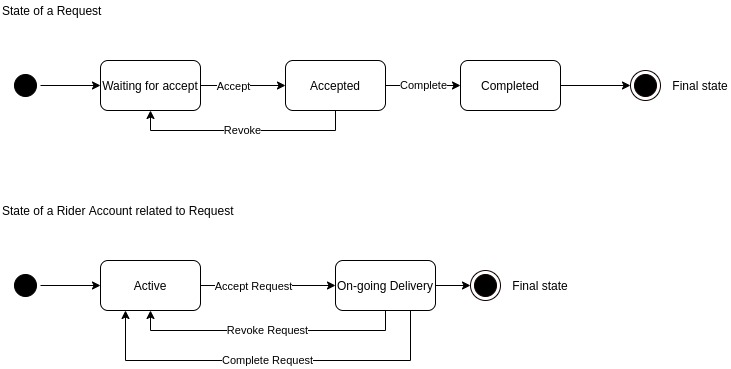 State of a Request
Waiting for accept
Accept
Accepted
Complete
Completed
Final state
Revoke
State of a Rider Account related to Request
Active
Accept Request
On-going Delivery
Final state
Revoke Request
Complete Request